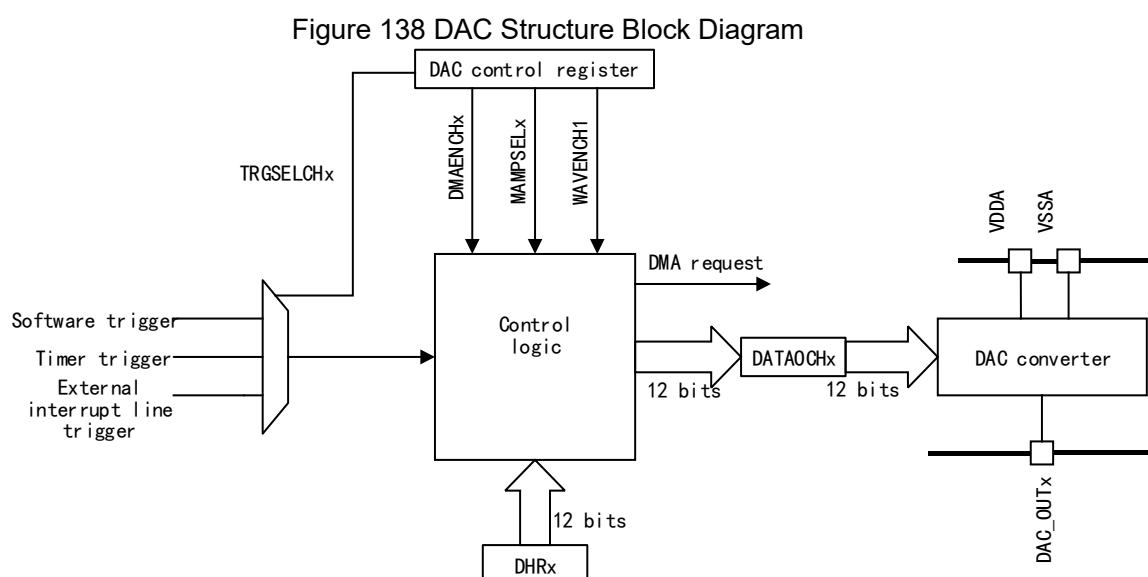 Figure 138 DAC Structure Block Diagram
DAC control register
TRGSELCHx
DMAENCHx
MAMPSELx
WAVENCH1
VDDA
VSSA
DMA request
Software trigger
Timer trigger
External
interrupt line
trigger
Control
logic
12 bits
DATAOCHx
12 bits
DAC converter
12 bits
DHRx
DAC_OUTx